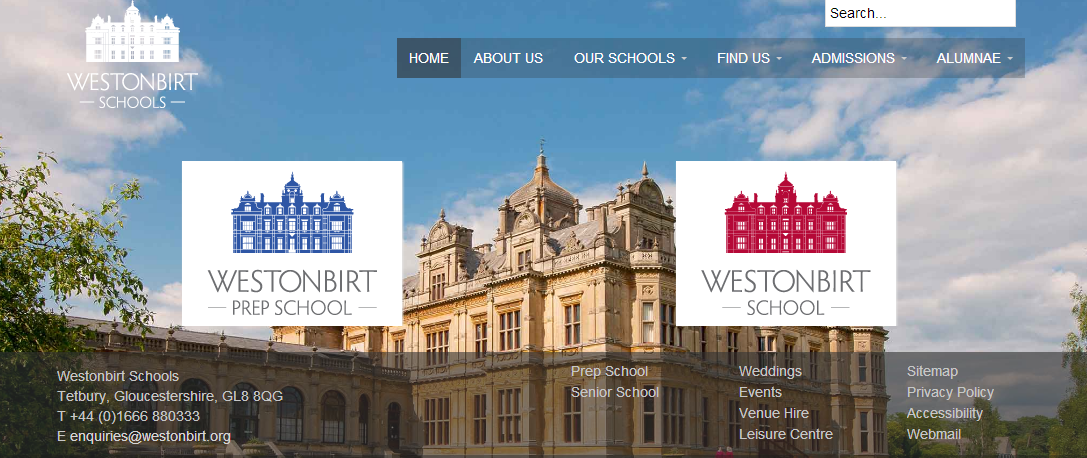 Search...
WESTONBIRT
SCHOOLS
HOME ABOUT US OUR SCHOOLS FIND US ADMISSIONS ALUMNAE
WESTONBIRT
PREP SCHOOL
WESTONBIRT
SCHOOL
Westonbirt Schools
Tetbury, Gloucestershire, GL8 8QG
T +44 (0)1666 880333
E enquiries@westonbirt.org
Prep School
Senior School
Weddings
Events
Venue Hire
Leisure Centre
Sitemap
Privacy Policy
Accessibility
Webmail